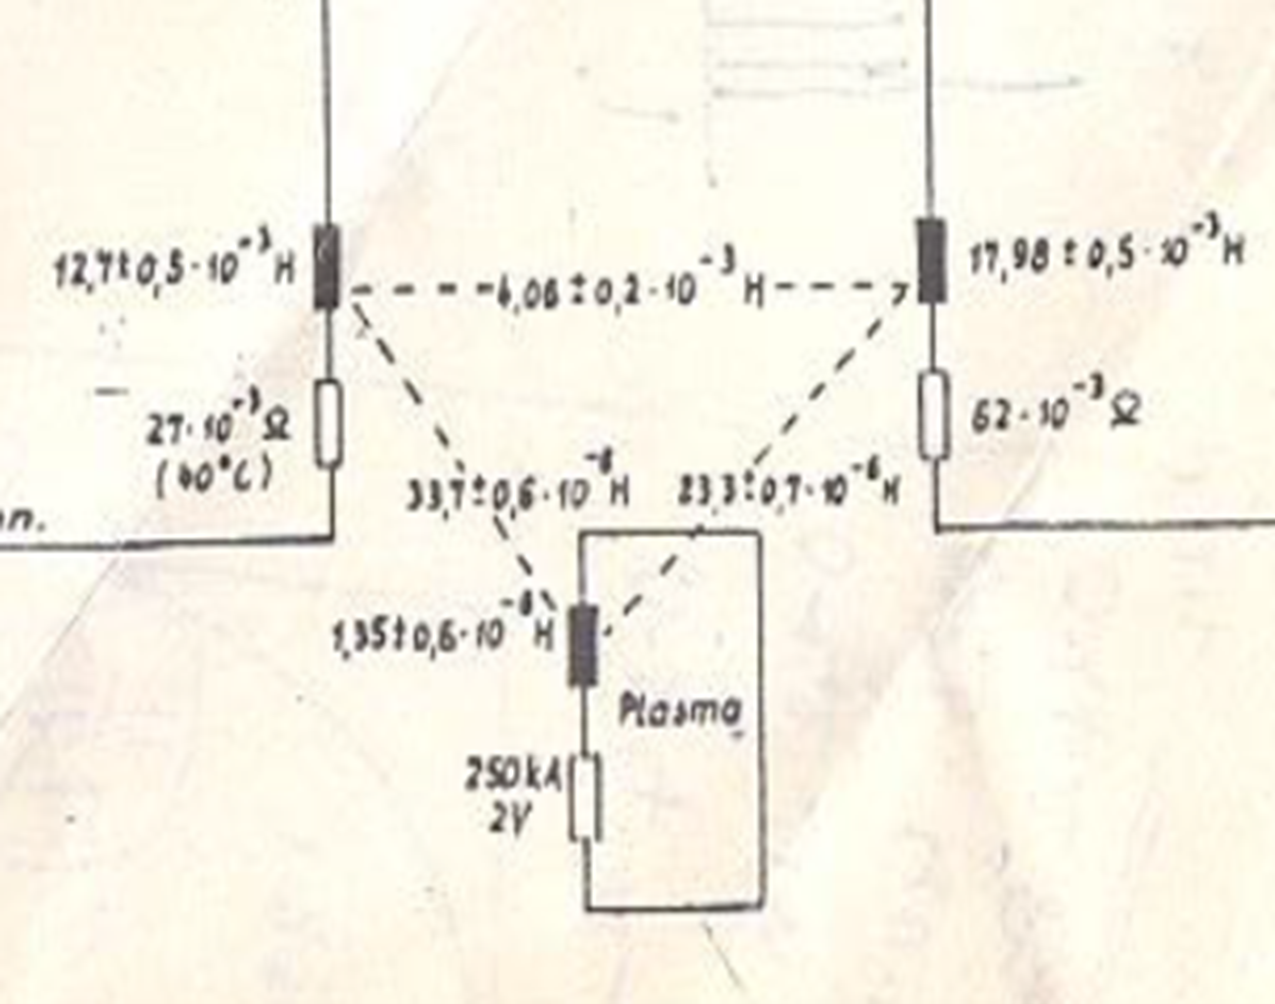 12,7±0,5·10⁻³H
4,06±0,2·10⁻³H
17,98±0,5·10⁻³H
27·10⁻³Ω
(40°C)
62·10⁻³Ω
33,7±0,6·10⁻⁶H
23,3±0,7·10⁻⁶H
1,35±0,6·10⁻⁶H
Plasma
250kA
2V